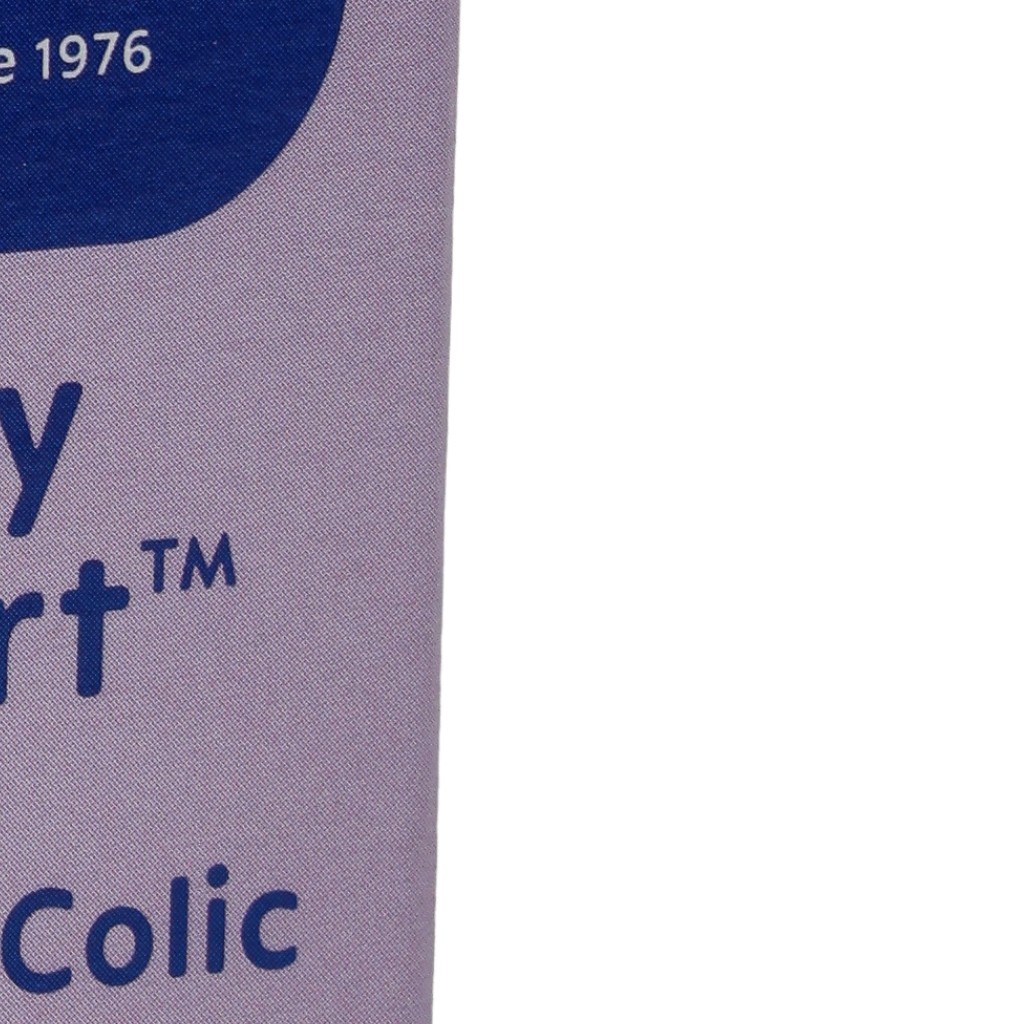 e 1976
y
rt™
Colic